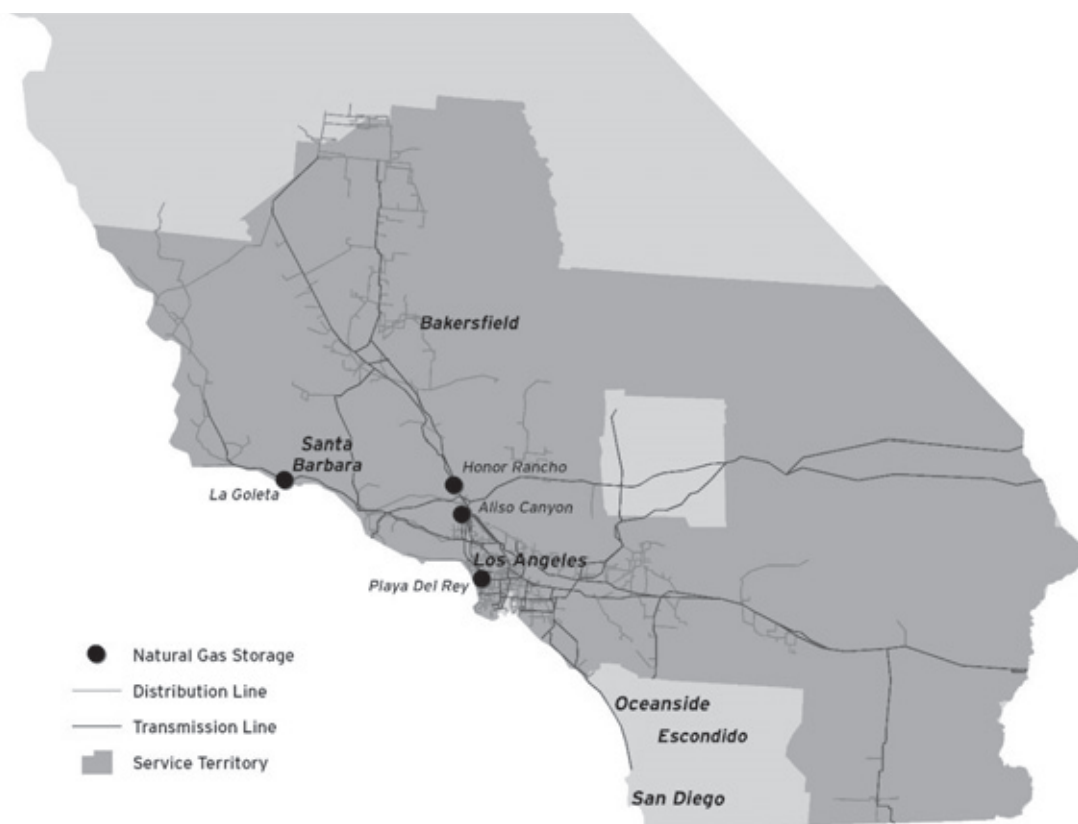 Bakersfield
Santa
Barbara
Honor Rancho
La Goleta
Aliso Canyon
Los Angeles
Playa Del Rey
Natural Gas Storage
Distribution Line
Transmission Line
Service Territory
Oceanside
Escondido
San Diego